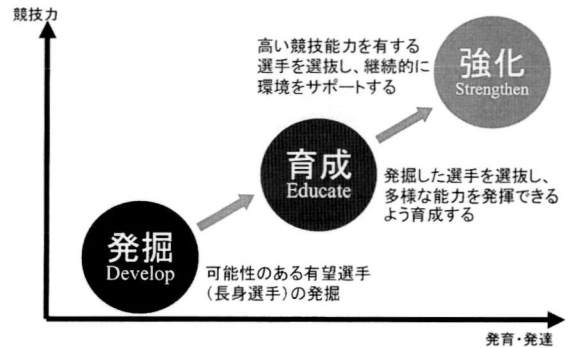 競技力
高い競技能力を有する
選手を選抜し、継続的に
環境をサポートする
強化
Strengthen
育成
Educate
発掘した選手を選抜し、
多様な能力を発揮できる
よう育成する
発掘
Develop
可能性のある有望選手
（長身選手）の発掘
発育・発達